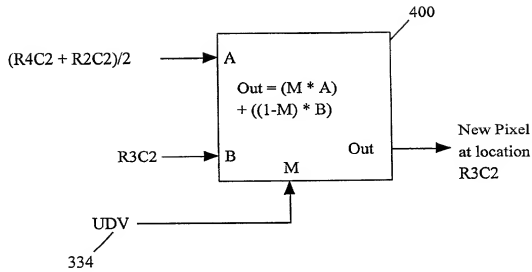 400
(R4C2 + R2C2)/2
A
Out = (M * A)
+ ((1-M) * B)
R3C2
B
Out
M
New Pixel
at location
R3C2
UDV
334